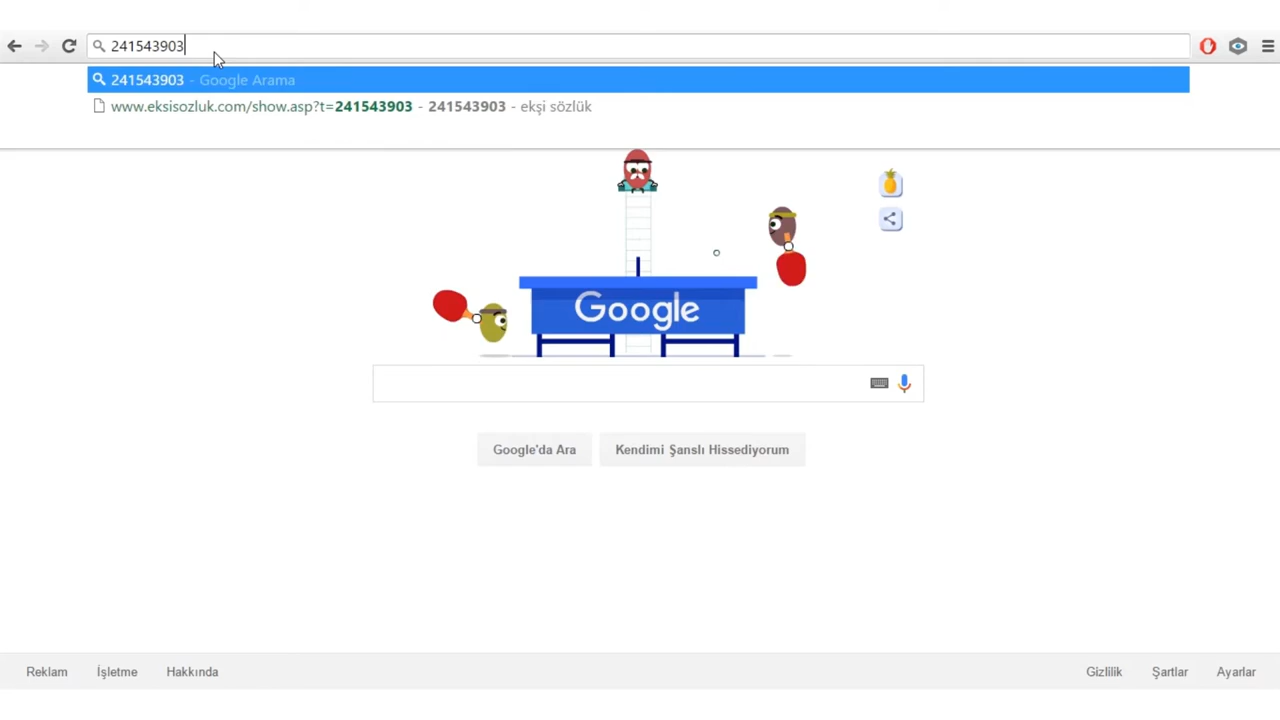 241543903
241543903 - Google Arama
www.eksisozluk.com/show.asp?t=241543903 - 241543903 - ekşi sözlük
Google
Google'da Ara
Kendimi Şanslı Hissediyorum
Reklam İşletme Hakkında Gizlilik Şartlar Ayarlar